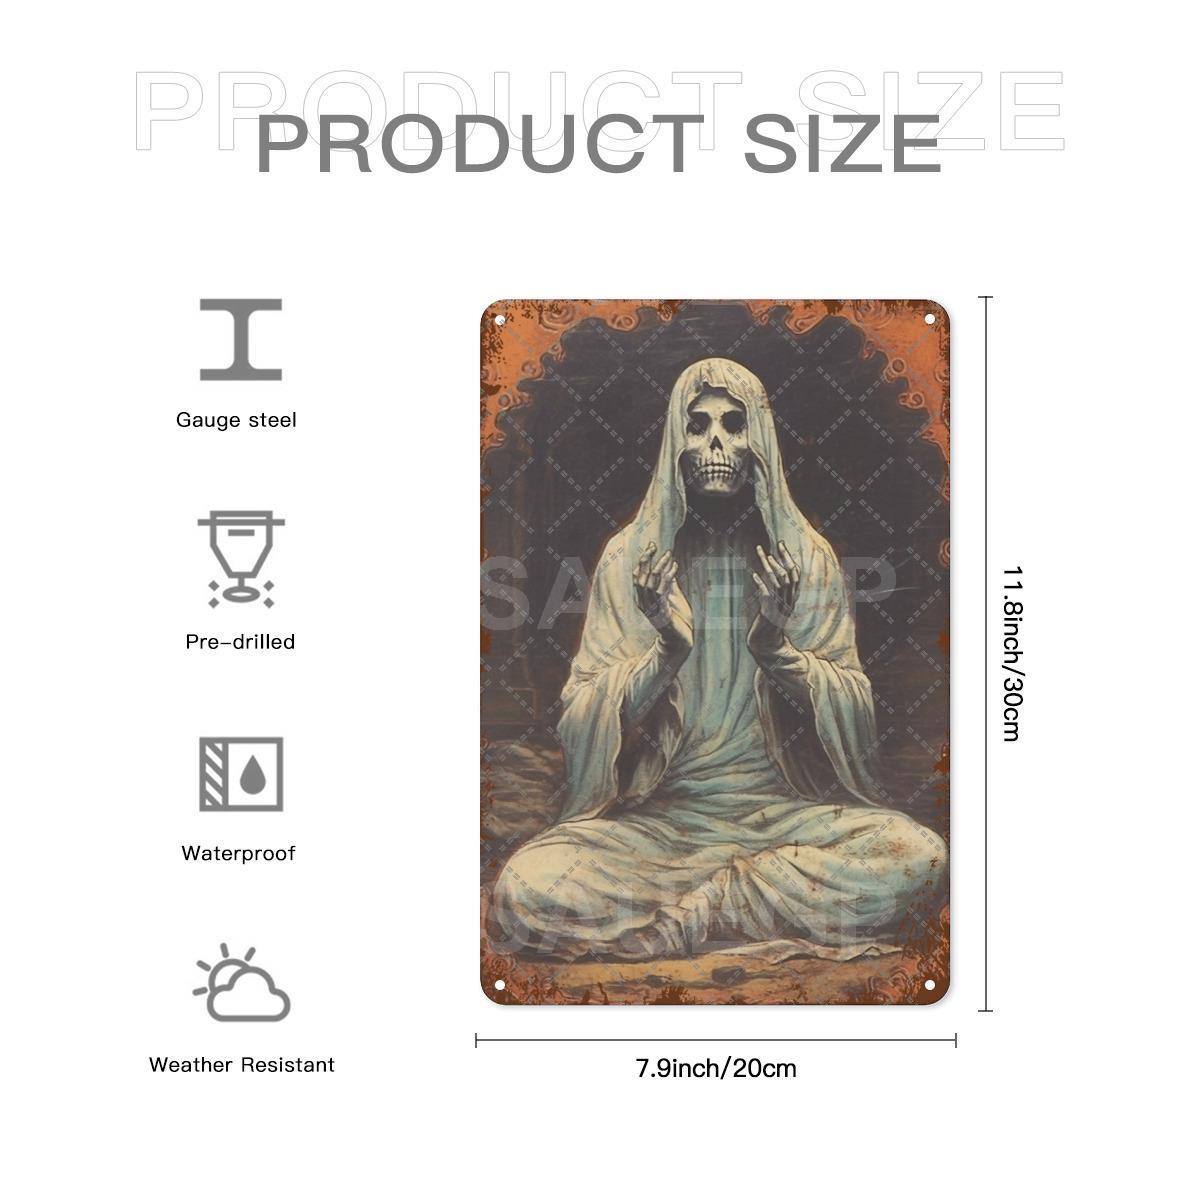 PRODUCT SIZE
PRODUCT SIZE
Gauge steel
Pre-drilled
Waterproof
Weather Resistant
11.8inch/30cm
7.9inch/20cm